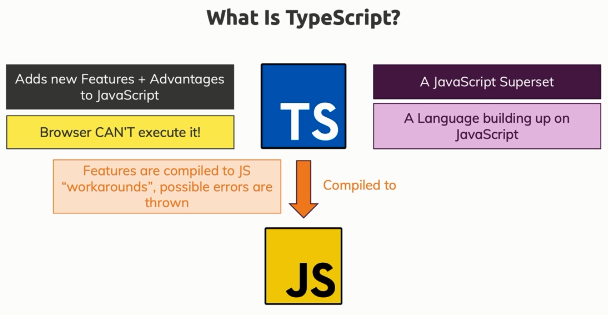 What Is TypeScript?
Adds new Features + Advantages
to JavaScript
Browser CAN'T execute it!
TS
A JavaScript Superset
A Language building up on
JavaScript
Features are compiled to JS
“workarounds”, possible errors are
thrown
Compiled to
JS